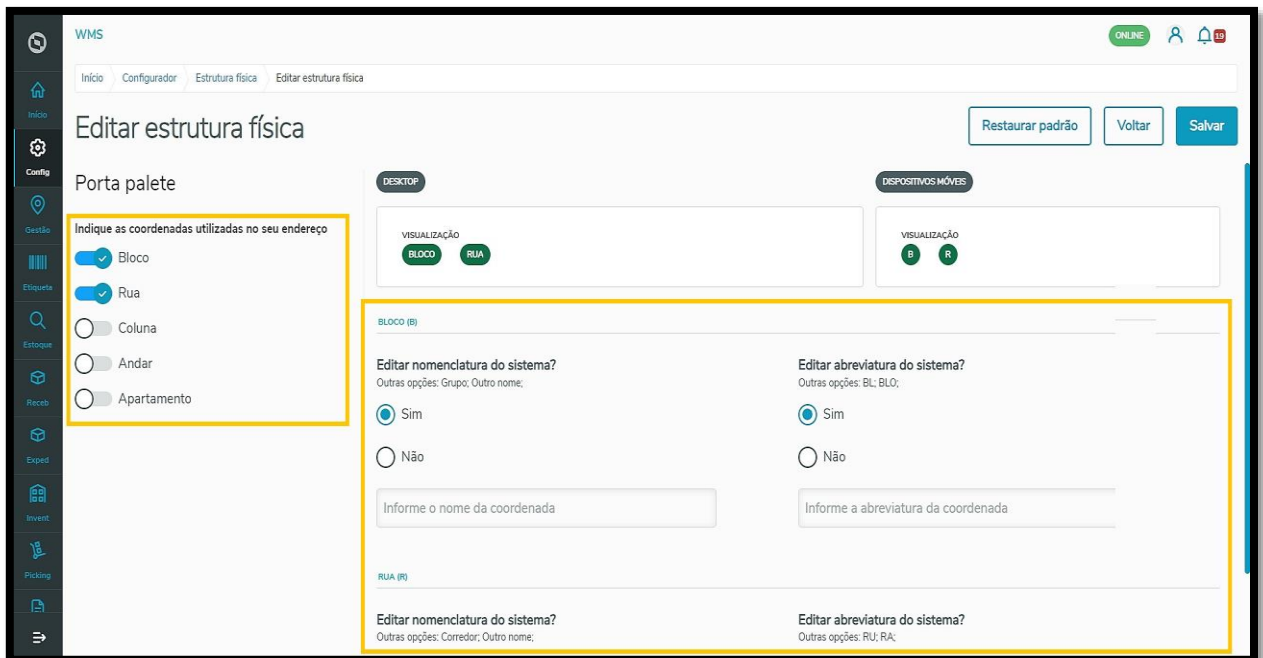 WMS
ONLINE
19
Início
Configurador
Estrutura física
Editar estrutura física
Editar estrutura física
Restaurar padrão
Voltar
Salvar
Início
Config
Gestão
Etiqueta
Estoque
Receb
Exped
Invent
Picking
Porta palete
Indique as coordenadas utilizadas no seu endereço
Bloco
Rua
Coluna
Andar
Apartamento
DESKTOP
VISUALIZAÇÃO
BLOCO RUA
DISPOSITIVOS MÓVEIS
VISUALIZAÇÃO
B R
BLOCO (B)
Editar nomenclatura do sistema?
Outras opções: Grupo; Outro nome;
Sim
Não
Informe o nome da coordenada
Editar abreviatura do sistema?
Outras opções: BL; BLO;
Sim
Não
Informe a abreviatura da coordenada
RUA (R)
Editar nomenclatura do sistema?
Outras opções: Corredor; Outro nome;
Editar abreviatura do sistema?
Outras opções: RU; RA;